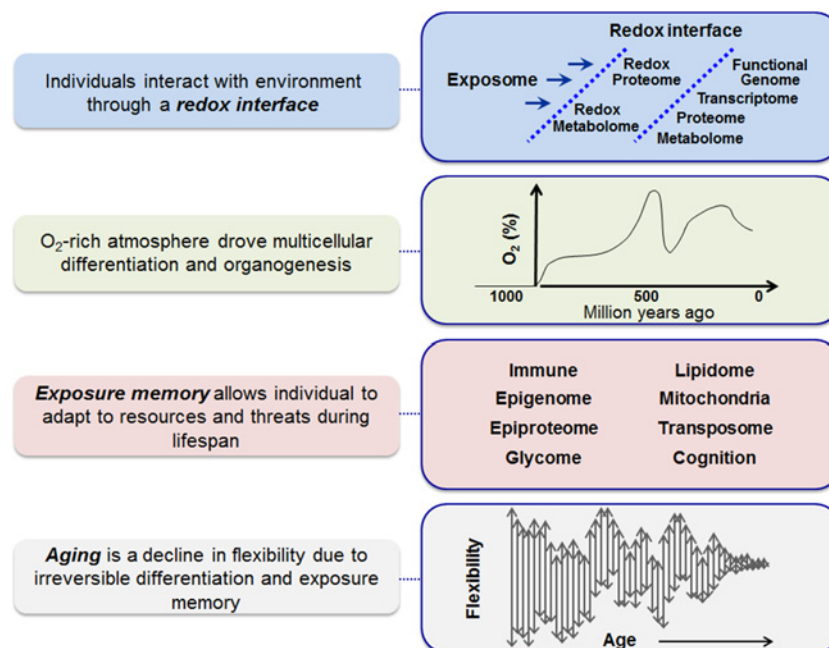 Individuals interact with environment
through a redox interface
Redox interface
Exposome
Redox
Proteome
Redox
Metabolome
Functional
Genome
Transcriptome
Proteome
Metabolome
O₂-rich atmosphere drove multicellular
differentiation and organogenesis
O₂ (%)
1000
500
0
Million years ago
Exposure memory allows individual to
adapt to resources and threats during
lifespan
Immune
Epigenome
Epiproteome
Glycome
Lipidome
Mitochondria
Transposome
Cognition
Aging is a decline in flexibility due to
irreversible differentiation and exposure
memory
Flexibility
Age